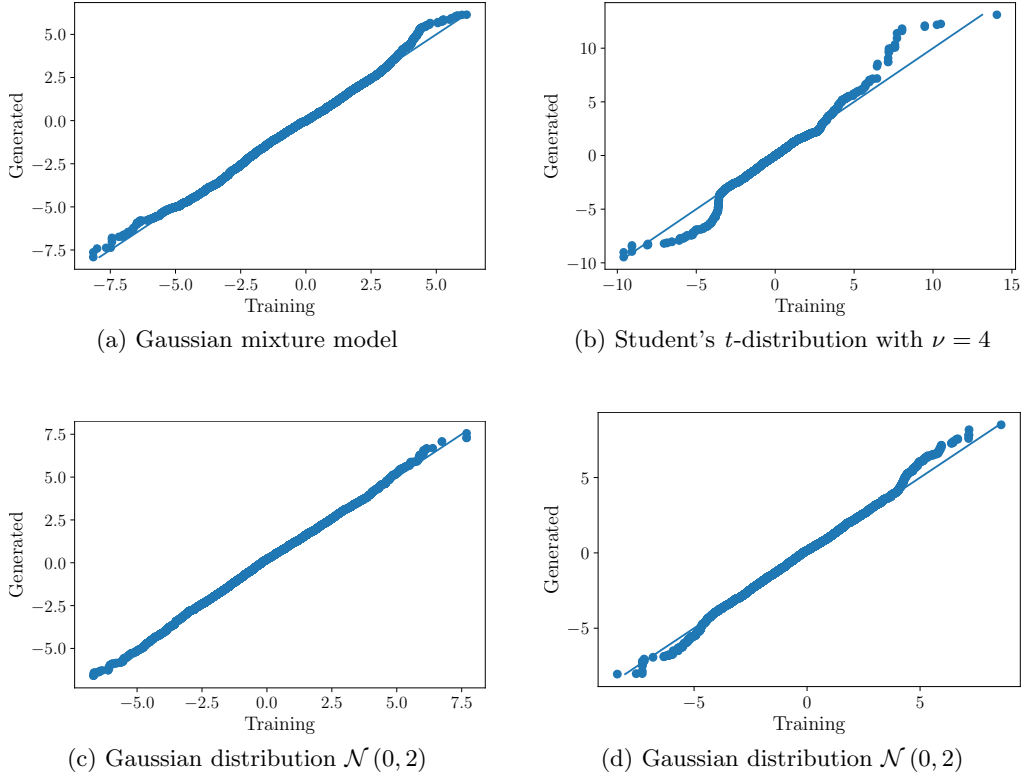 5.0
2.5
0.0
−2.5
−5.0
−7.5
Generated
−7.5 −5.0 −2.5 0.0 2.5 5.0
Training
(a) Gaussian mixture model
10
5
0
−5
−10
Generated
−10 −5 0 5 10 15
Training
(b) Student's t-distribution with ν = 4
7.5
5.0
2.5
0.0
−2.5
−5.0
Generated
−5.0 −2.5 0.0 2.5 5.0 7.5
Training
(c) Gaussian distribution 𝒩(0, 2)
5
0
−5
Generated
−5 0 5
Training
(d) Gaussian distribution 𝒩(0, 2)